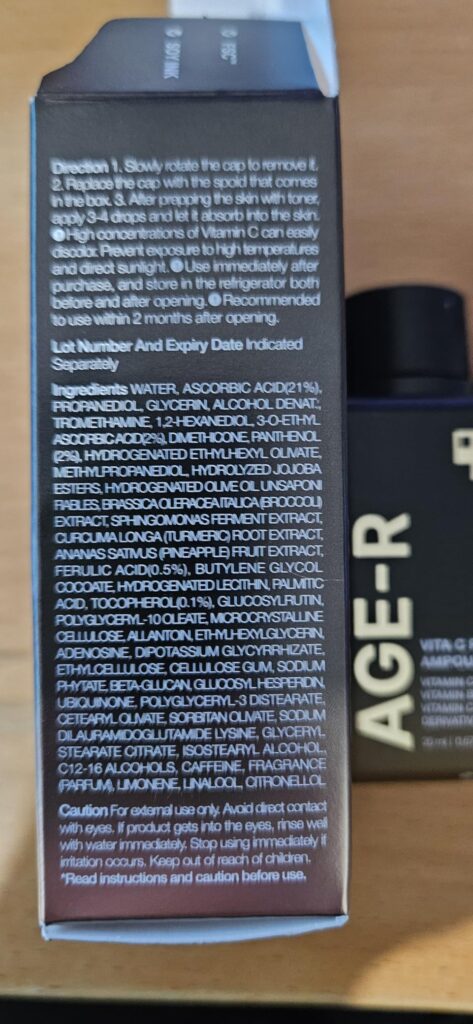 FSC™
SOY INK
Direction 1. Slowly rotate the cap to remove it.
2. Replace the cap with the spoid that comes
in the box. 3. After prepping the skin with toner,
apply 3-4 drops and let it absorb into the skin.
High concentrations of Vitamin C can easily
discolor. Prevent exposure to high temperatures
and direct sunlight. Use immediately after
purchase, and store in the refrigerator both
before and after opening. Recommended
to use within 2 months after opening.
Lot Number And Expiry Date Indicated
Separately
Ingredients WATER, ASCORBIC ACID(21%),
PROPANEDIOL, GLYCERIN, ALCOHOL DENAT.,
TROMETHAMINE, 1,2-HEXANEDIOL, 3-O-ETHYL
ASCORBIC ACID(2%), DIMETHICONE, PANTHENOL
(2%), HYDROGENATED ETHYLHEXYL OLIVATE,
METHYLPROPANEDIOL, HYDROLYZED JOJOBA
ESTERS, HYDROGENATED OLIVE OIL UNSAPONI
FIABLES, BRASSICA OLERACEA ITALICA (BROCCOLI)
EXTRACT, SPHINGOMONAS FERMENT EXTRACT,
CURCUMA LONGA (TURMERIC) ROOT EXTRACT,
ANANAS SATIVUS (PINEAPPLE) FRUIT EXTRACT,
FERULIC ACID(0.5%), BUTYLENE GLYCOL
COCOATE, HYDROGENATED LECITHIN, PALMITIC
ACID, TOCOPHEROL(0.1%), GLUCOSYLRUTIN,
POLYGLYCERYL-10 OLEATE, MICROCRYSTALLINE
CELLULOSE, ALLANTOIN, ETHYLHEXYLGLYCERIN,
ADENOSINE, DIPOTASSIUM GLYCYRRHIZATE,
ETHYLCELLULOSE, CELLULOSE GUM, SODIUM
PHYTATE, BETA-GLUCAN, GLUCOSYL HESPERIDIN,
UBIQUINONE, POLYGLYCERYL-3 DISTEARATE,
CETEARYL OLIVATE, SORBITAN OLIVATE, SODIUM
DILAURAMIDOGLUTAMIDE LYSINE, GLYCERYL
STEARATE CITRATE, ISOSTEARYL ALCOHOL,
C12-16 ALCOHOLS, CAFFEINE, FRAGRANCE
(PARFUM), LIMONENE, LINALOOL, CITRONELLOL
Caution For external use only. Avoid direct contact
with eyes. If product gets into the eyes, rinse well
with water immediately. Stop using immediately if
irritation occurs. Keep out of reach of children.
*Read instructions and caution before use.
AGE-R
VITA C
AMPOU
VITAMIN C
VITAMIN C
VITAMIN C
DERIVATI
20 ml